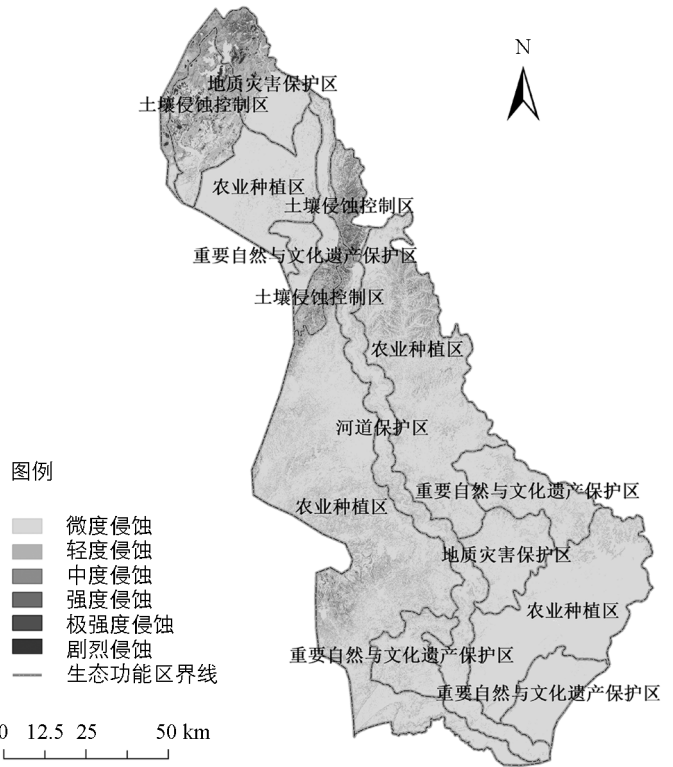 N
地质灾害保护区
土壤侵蚀控制区
农业种植区
土壤侵蚀控制区
重要自然与文化遗产保护区
土壤侵蚀控制区
农业种植区
河道保护区
重要自然与文化遗产保护区
农业种植区
地质灾害保护区
农业种植区
重要自然与文化遗产保护区
重要自然与文化遗产保护区
图例
微度侵蚀
轻度侵蚀
中度侵蚀
强度侵蚀
极强度侵蚀
剧烈侵蚀
生态功能区界线
0 12.5 25 50 km